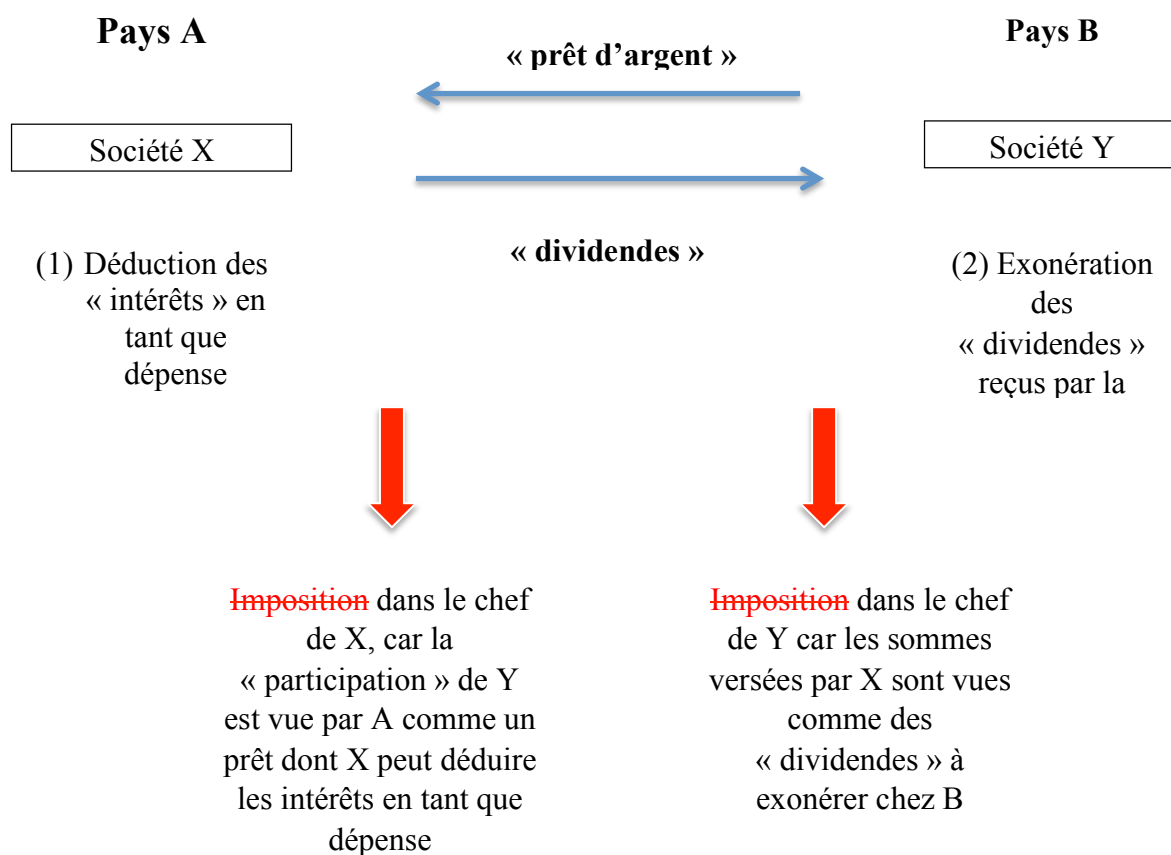 Pays A
Pays B
« prêt d’argent »
Société X
Société Y
« dividendes »
(1) Déduction des
« intérêts » en
tant que
dépense
(2) Exonération
des
« dividendes »
reçus par la
Imposition dans le chef
de X, car la
« participation » de Y
est vue par A comme un
prêt dont X peut déduire
les intérêts en tant que
dépense
Imposition dans le chef
de Y car les sommes
versées par X sont vues
comme des
« dividendes » à
exonérer chez B